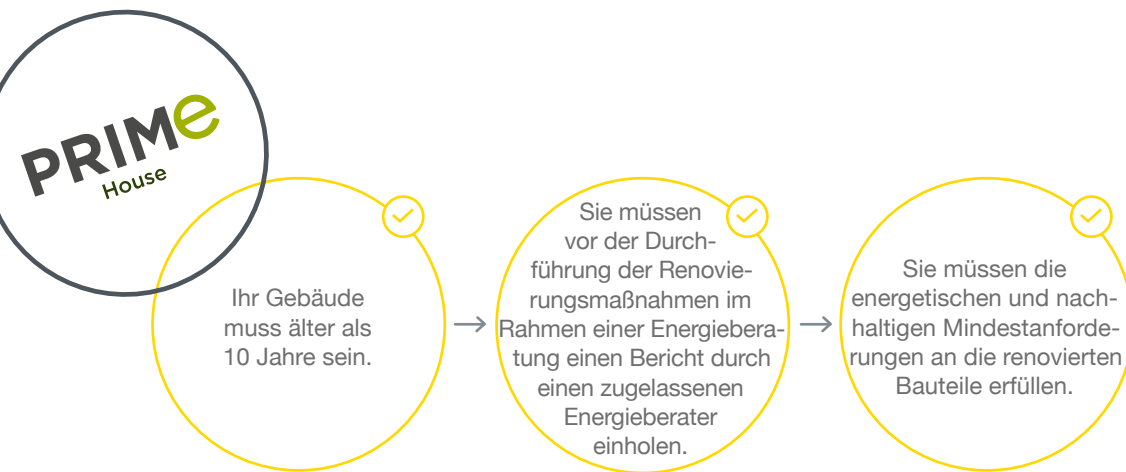 PRIMe
House
Ihr Gebäude
muss älter als
10 Jahre sein.
Sie müssen
vor der Durch-
führung der Renovie-
rungsmaßnahmen im
Rahmen einer Energiebera-
tung einen Bericht durch
einen zugelassenen
Energieberater
einholen.
Sie müssen die
energetischen und nach-
haltigen Mindestanforde-
rungen an die renovierten
Bauteile erfüllen.